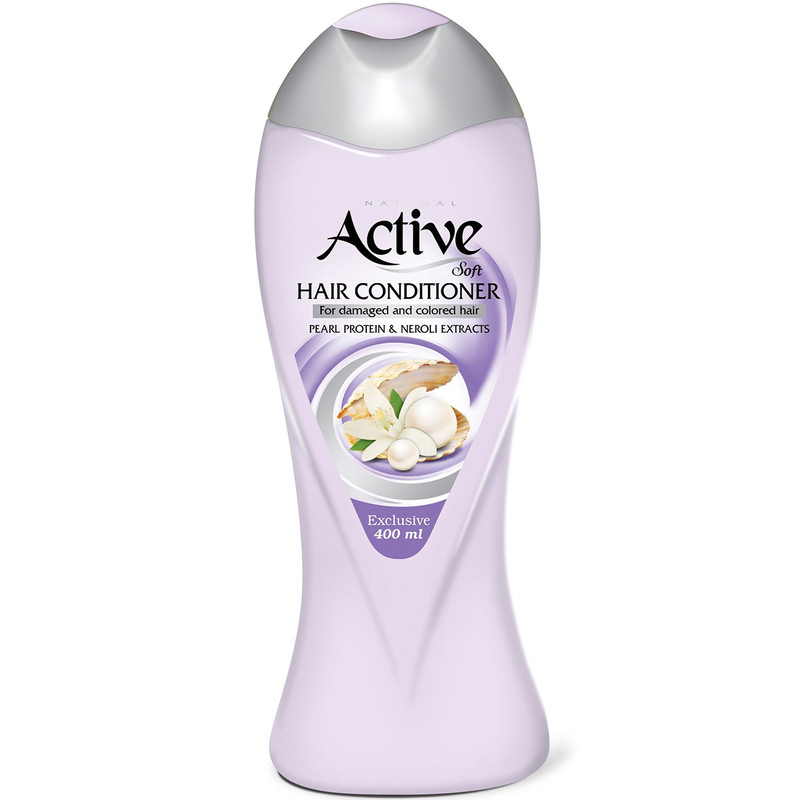 NATURAL
Active
Soft
HAIR CONDITIONER
For damaged and colored hair
PEARL PROTEIN & NEROLI EXTRACTS
Exclusive
400 ml